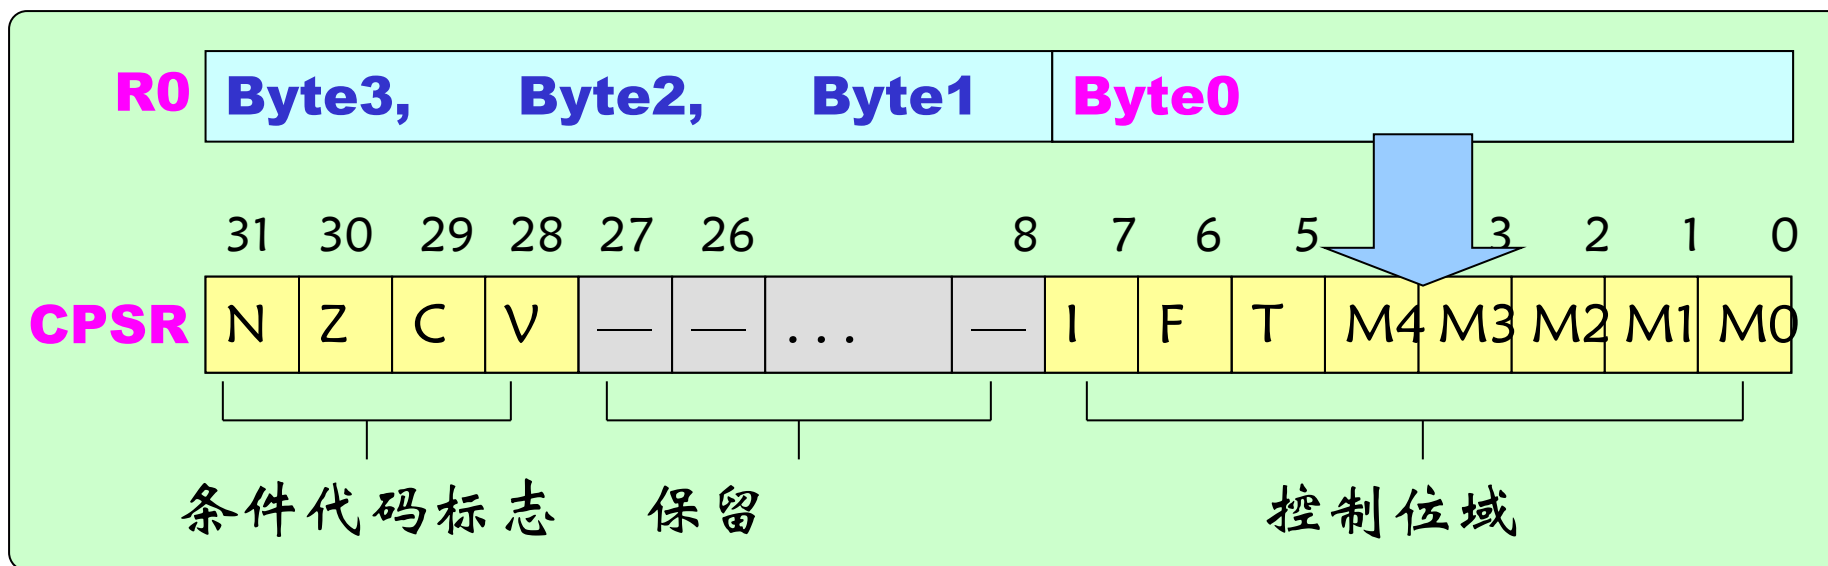 R0 Byte3, Byte2, Byte1 Byte0
31 30 29 28 27 26 8 7 6 5 3 2 1 0
CPSR N Z C V — — ... — I F T M4 M3 M2 M1 M0
条件代码标志 保留 控制位域